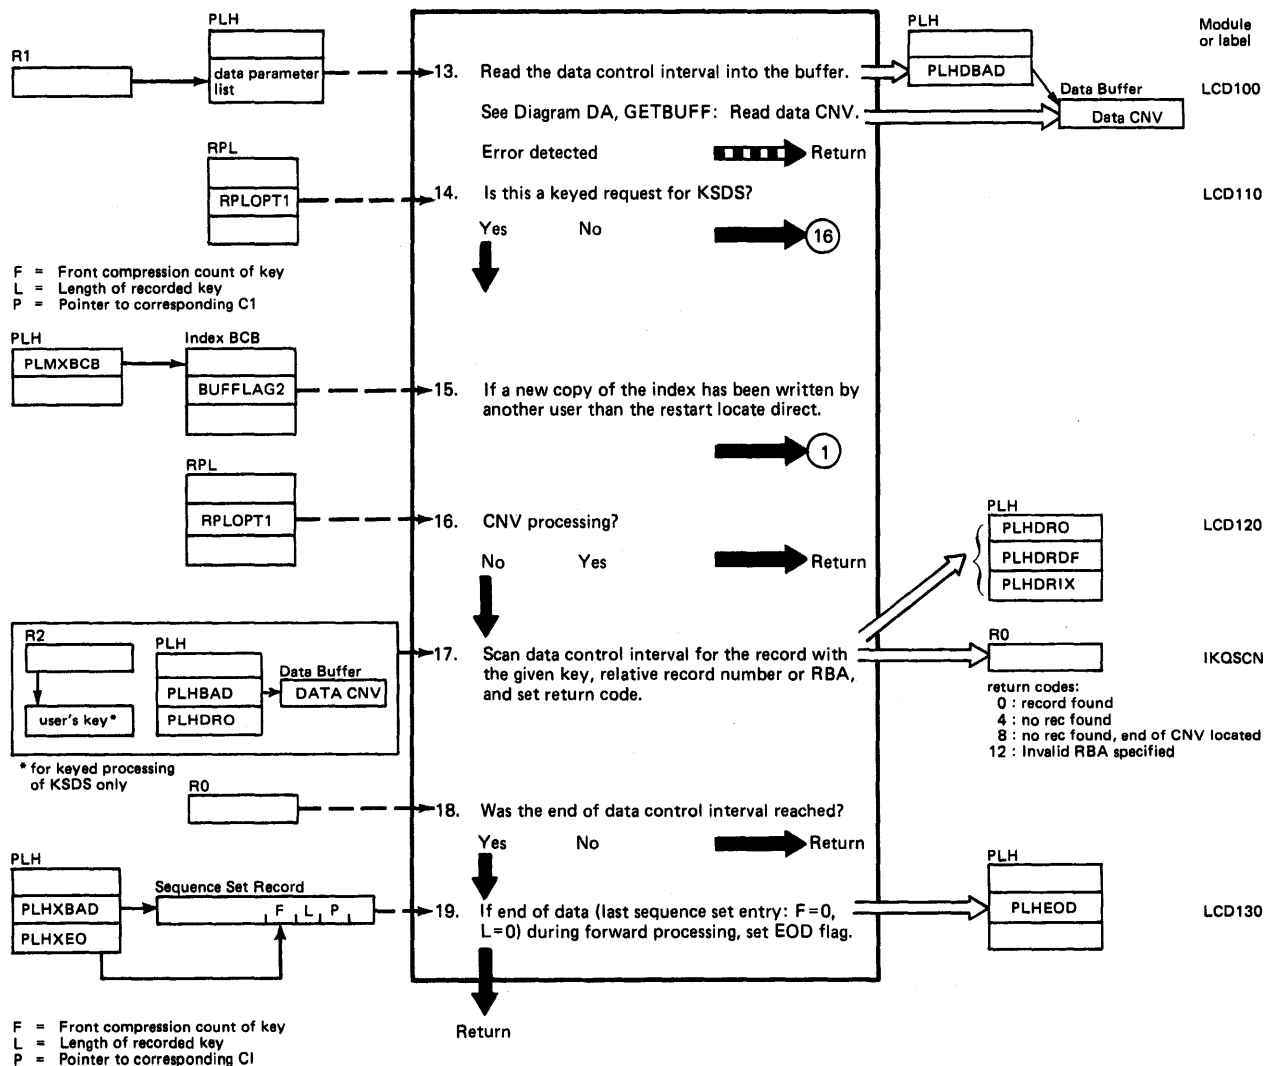 PLH
PLH
Module
or label
R1
data parameter
list
13. Read the data control interval into the buffer.
PLHDBAD
Data Buffer
LCD100
See Diagram DA, GETBUFF: Read data CNV.
Data CNV
Error detected
Return
RPL
RPLOPT1
14. Is this a keyed request for KSDS?
LCD110
Yes No
16
F = Front compression count of key
L = Length of recorded key
P = Pointer to corresponding C1
PLH
Index BCB
PLMXBCB
BUFFLAG2
15. If a new copy of the index has been written by
another user than the restart locate direct.
1
RPL
RPLOPT1
16. CNV processing?
PLH
PLHDRO
LCD120
PLHDRDF
No Yes
Return
PLHDRIX
R2
PLH
Data Buffer
PLHBAD
DATA CNV
user's key*
PLHDRO
17. Scan data control interval for the record with
the given key, relative record number or RBA,
and set return code.
R0
IKQSCN
return codes:
0 : record found
4 : no rec found
8 : no rec found, end of CNV located
12 : Invalid RBA specified
* for keyed processing
of KSDS only
R0
18. Was the end of data control interval reached?
Yes No
Return
PLH
Sequence Set Record
PLHXBAD
F L P
PLHXEO
19. If end of data (last sequence set entry: F=0,
L=0) during forward processing, set EOD flag.
PLH
PLHEOD
LCD130
Return
F = Front compression count of key
L = Length of recorded key
P = Pointer to corresponding CI